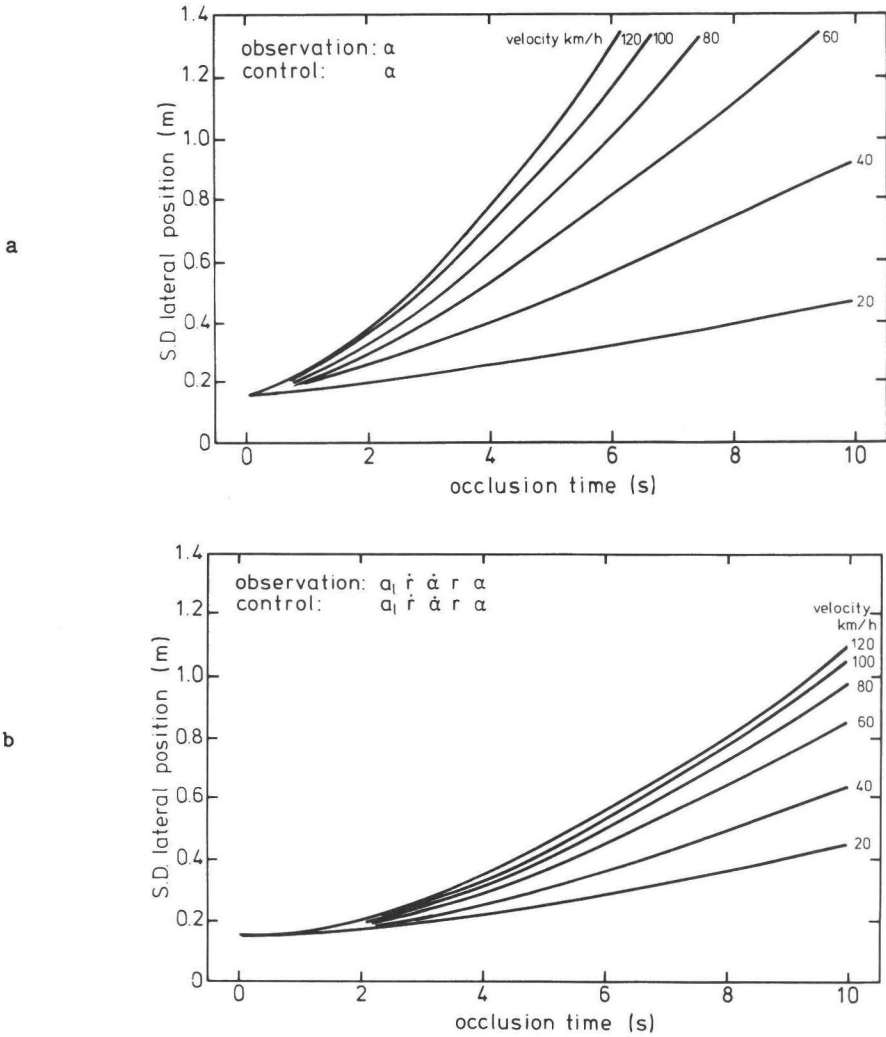 a
1.4
1.2
1.0
0.8
0.6
0.4
0.2
0
S.D. lateral position (m)
observation: α
control: α
velocity km/h 120 100 80
60
40
20
0 2 4 6 8 10
occlusion time (s)
b
1.4
1.2
1.0
0.8
0.6
0.4
0.2
0
S.D. lateral position (m)
observation: aₗ ṙ α̇ r α
control: aₗ ṙ α̇ r α
velocity
km/h
120
100
80
60
40
20
0 2 4 6 8 10
occlusion time (s)